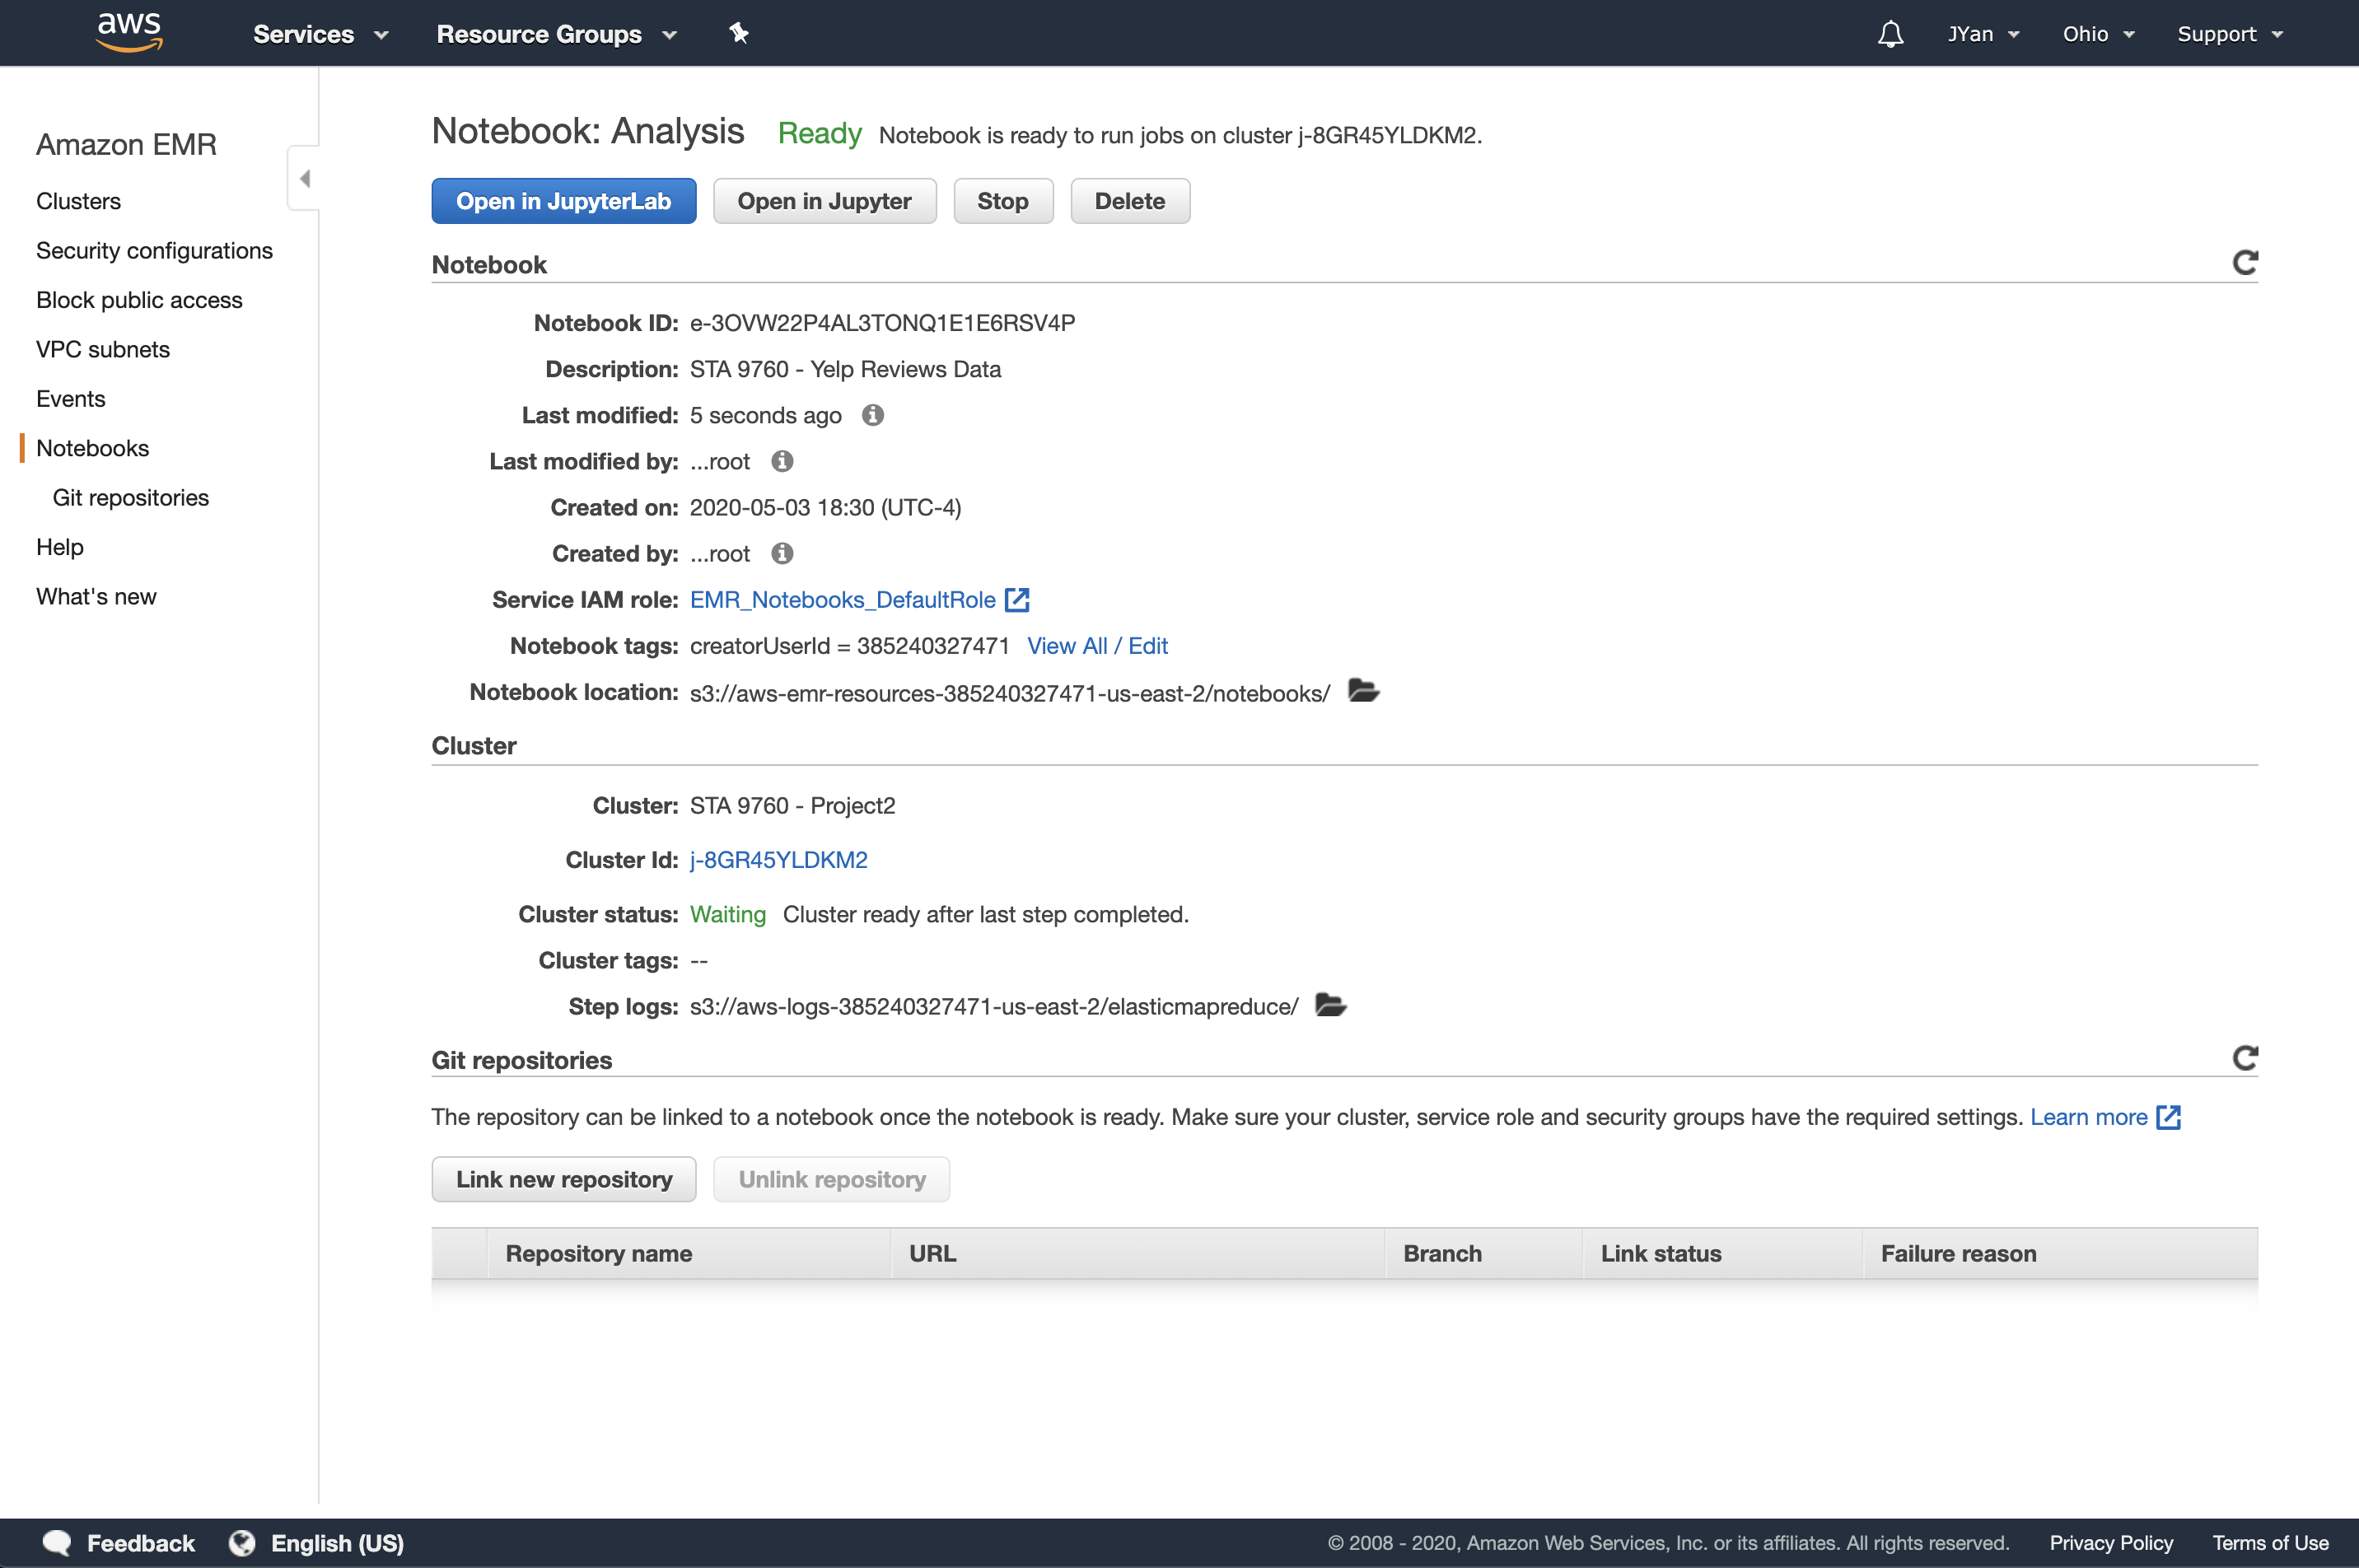 aws Services Resource Groups JYan Ohio Support
Amazon EMR
Clusters
Security configurations
Block public access
VPC subnets
Events
Notebooks
Git repositories
Help
What's new
Notebook: Analysis Ready Notebook is ready to run jobs on cluster j-8GR45YLDKM2.
Open in JupyterLab Open in Jupyter Stop Delete
Notebook
Notebook ID: e-3OVW22P4AL3TONQ1E1E6RSV4P
Description: STA 9760 - Yelp Reviews Data
Last modified: 5 seconds ago
Last modified by: ...root
Created on: 2020-05-03 18:30 (UTC-4)
Created by: ...root
Service IAM role: EMR_Notebooks_DefaultRole
Notebook tags: creatorUserId = 385240327471 View All / Edit
Notebook location: s3://aws-emr-resources-385240327471-us-east-2/notebooks/
Cluster
Cluster: STA 9760 - Project2
Cluster Id: j-8GR45YLDKM2
Cluster status: Waiting Cluster ready after last step completed.
Cluster tags: --
Step logs: s3://aws-logs-385240327471-us-east-2/elasticmapreduce/
Git repositories
The repository can be linked to a notebook once the notebook is ready. Make sure your cluster, service role and security groups have the required settings. Learn more
Link new repository Unlink repository
Repository name URL Branch Link status Failure reason
Feedback English (US) © 2008 - 2020, Amazon Web Services, Inc. or its affiliates. All rights reserved. Privacy Policy Terms of Use